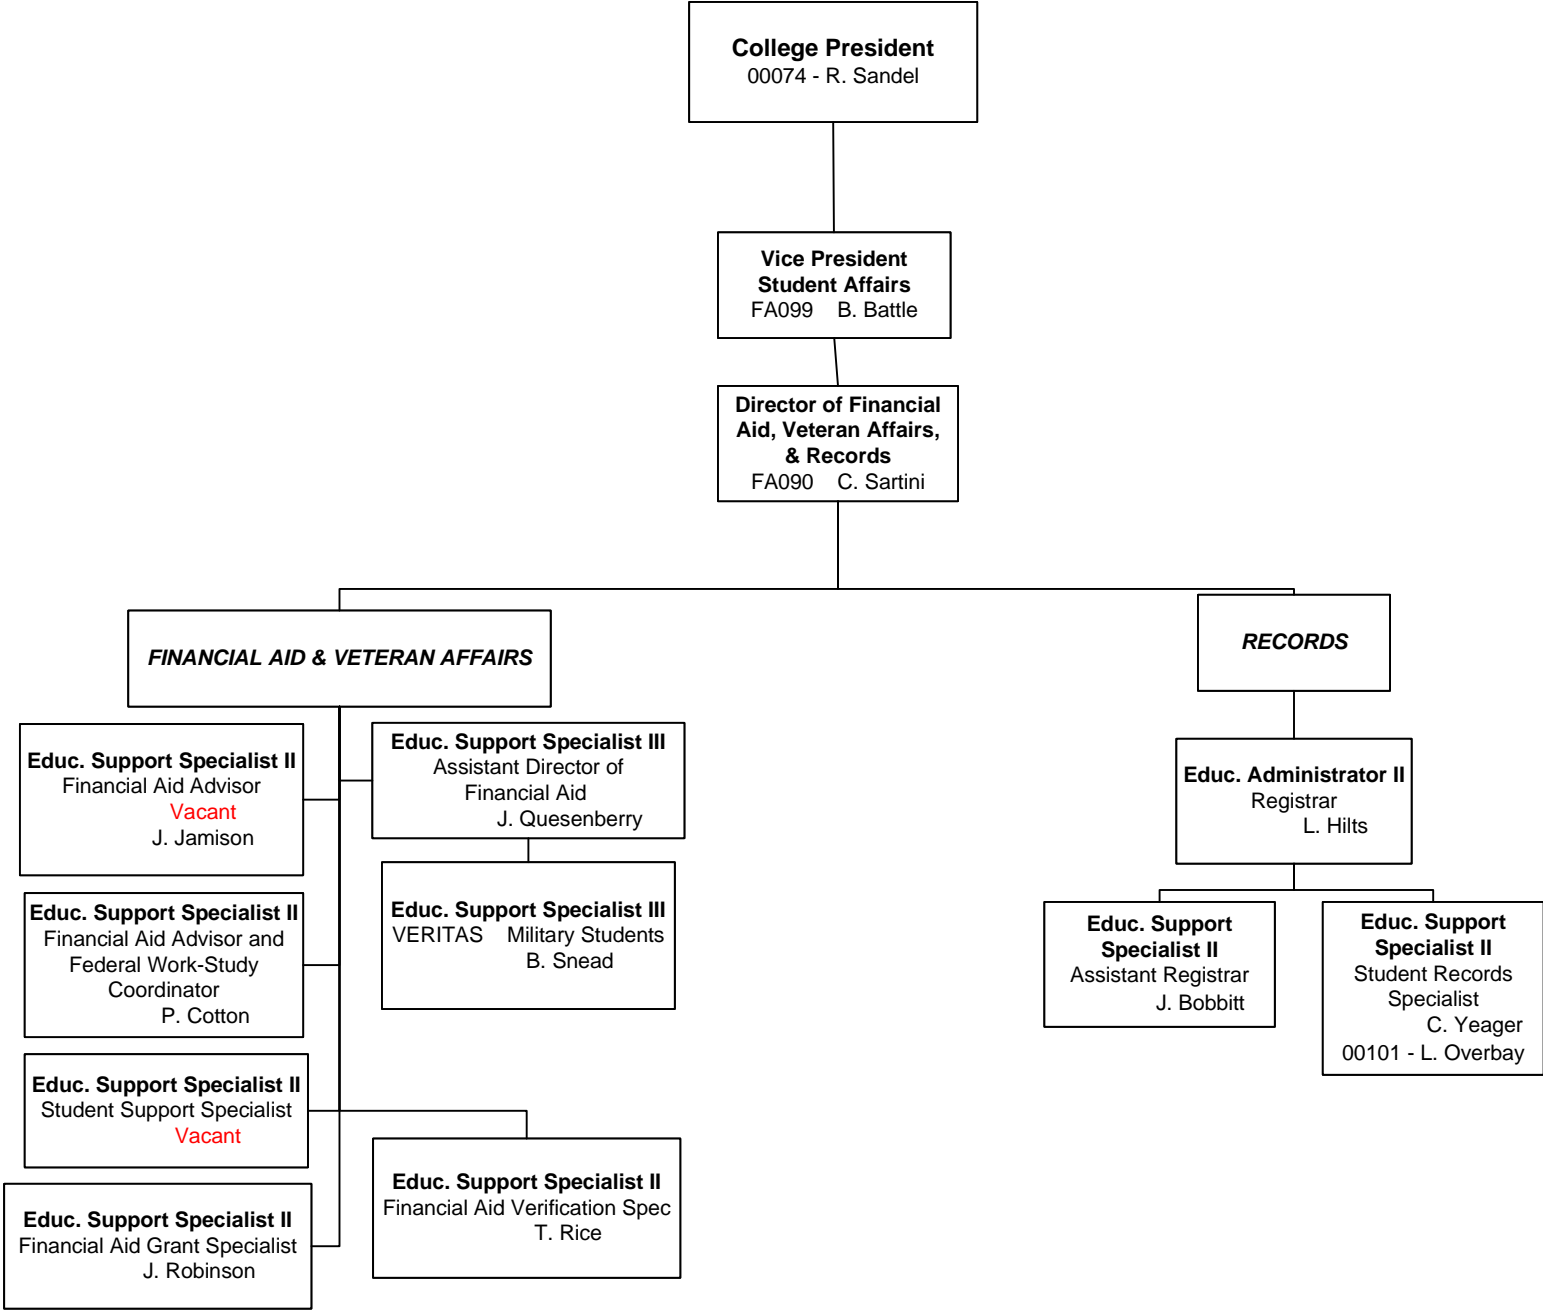 College President
00074 - R. Sandel
Vice President
Student Affairs
FA099 B. Battle
Director of Financial
Aid, Veteran Affairs,
& Records
FA090 C. Sartini
FINANCIAL AID & VETERAN AFFAIRS
Educ. Support Specialist II
Financial Aid Advisor
Vacant
J. Jamison
Educ. Support Specialist II
Financial Aid Advisor and
Federal Work-Study
Coordinator
P. Cotton
Educ. Support Specialist II
Student Support Specialist
Vacant
Educ. Support Specialist II
Financial Aid Grant Specialist
J. Robinson
Educ. Support Specialist III
Assistant Director of
Financial Aid
J. Quesenberry
Educ. Support Specialist III
VERITAS Military Students
B. Snead
Educ. Support Specialist II
Financial Aid Verification Spec
T. Rice
RECORDS
Educ. Administrator II
Registrar
L. Hilts
Educ. Support
Specialist II
Assistant Registrar
J. Bobbitt
Educ. Support
Specialist II
Student Records
Specialist
C. Yeager
00101 - L. Overbay